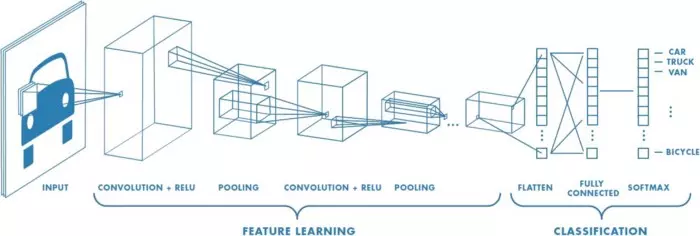 CAR
TRUCK
VAN
BICYCLE
INPUT
CONVOLUTION + RELU
POOLING
CONVOLUTION + RELU
POOLING
FLATTEN
FULLY
CONNECTED
SOFTMAX
FEATURE LEARNING
CLASSIFICATION